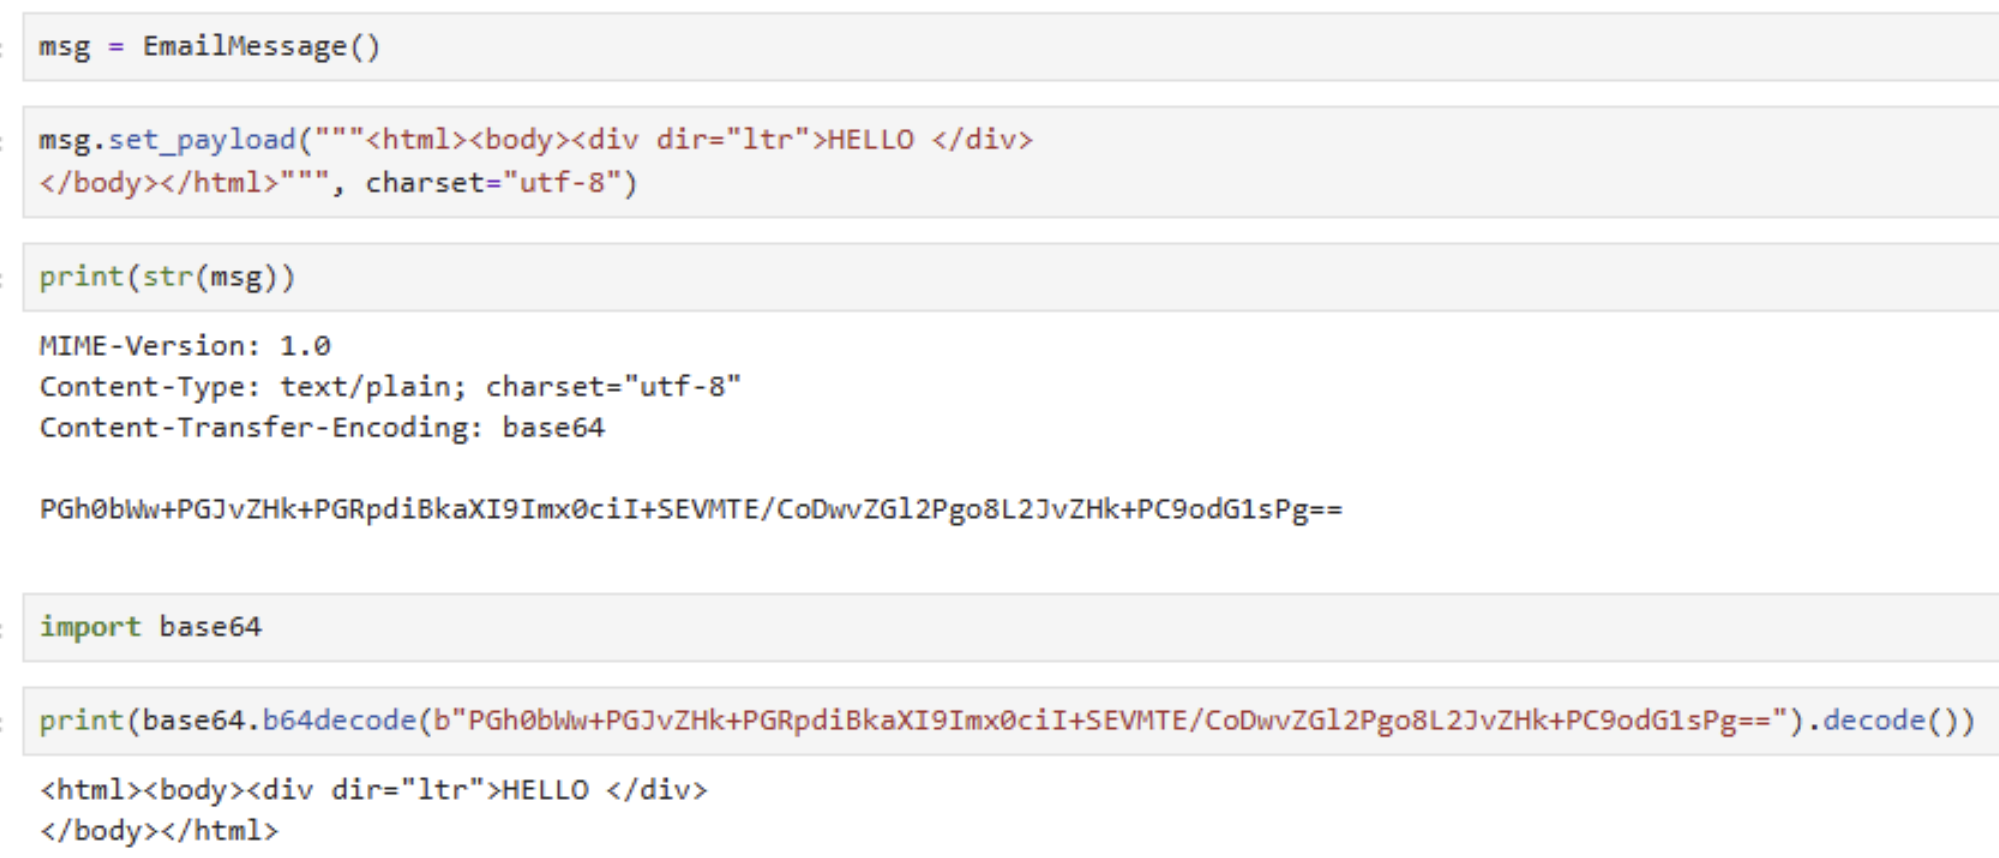 msg = EmailMessage()
msg.set_payload("""<html><body><div dir="ltr">HELLO </div>
</body></html>""", charset="utf-8")
print(str(msg))
MIME-Version: 1.0
Content-Type: text/plain; charset="utf-8"
Content-Transfer-Encoding: base64
PGh0bWw+PGJvZHk+PGRpdiBkaXI9Imx0ciI+SEVMTE/CoDwvZGl2Pgo8L2JvZHk+PC9odG1sPg==
import base64
print(base64.b64decode(b"PGh0bWw+PGJvZHk+PGRpdiBkaXI9Imx0ciI+SEVMTE/CoDwvZGl2Pgo8L2JvZHk+PC9odG1sPg==").decode())
<html><body><div dir="ltr">HELLO </div>
</body></html>